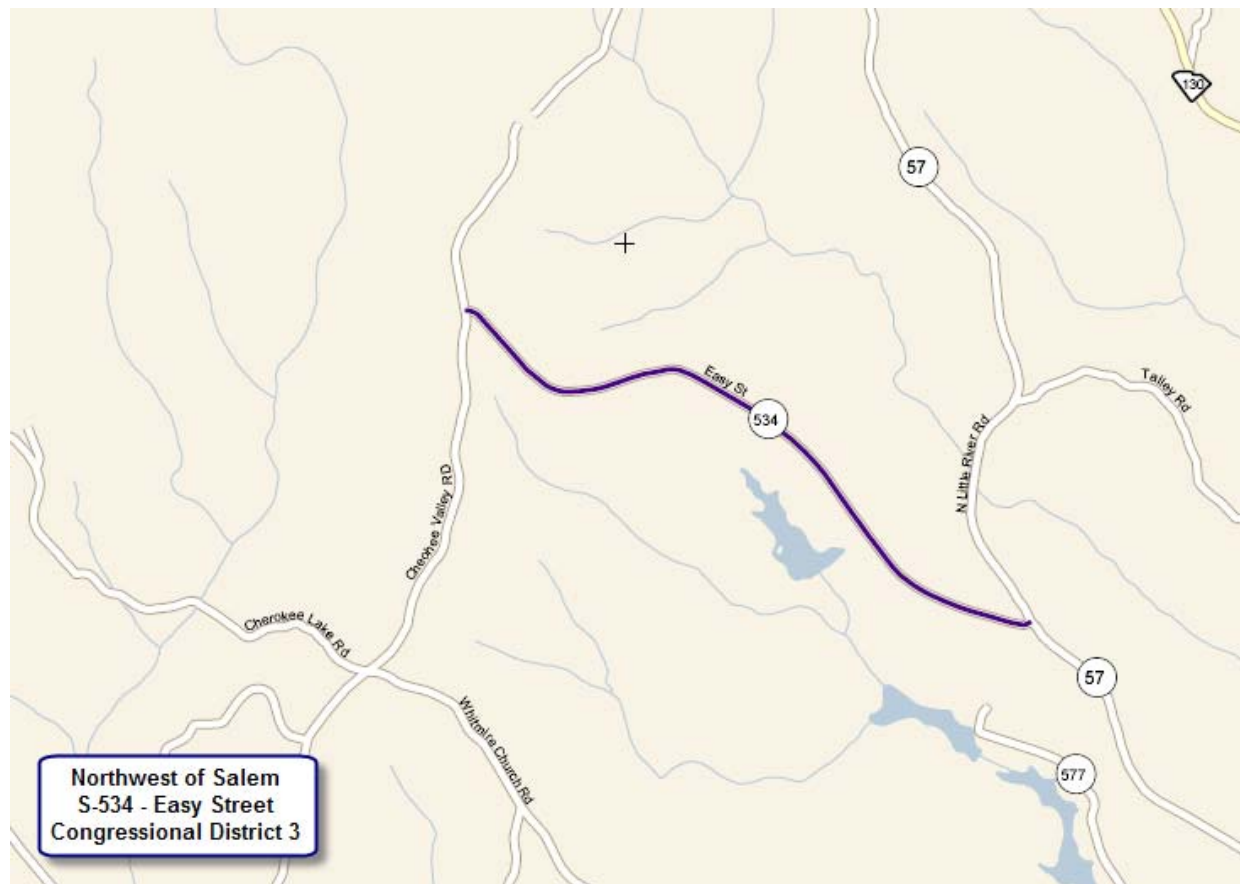 130
57
Easy St
534
Talley Rd
N Little River Rd
Cheohee Valley RD
Cherokee Lake Rd
Whitmire Church Rd
57
577
Northwest of Salem
S-534 - Easy Street
Congressional District 3